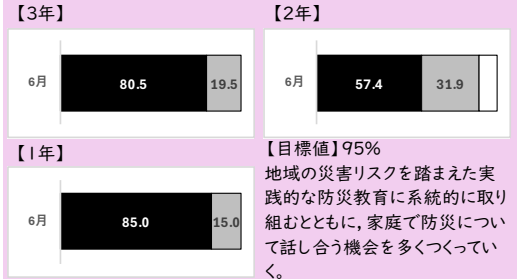 【3年】
6月
80.5
19.5
【2年】
6月
57.4
31.9
【1年】
6月
85.0
15.0
【目標値】95%
地域の災害リスクを踏まえた実
践的な防災教育に系統的に取り
組むとともに,家庭で防災につい
て話し合う機会を多くつくってい
く。